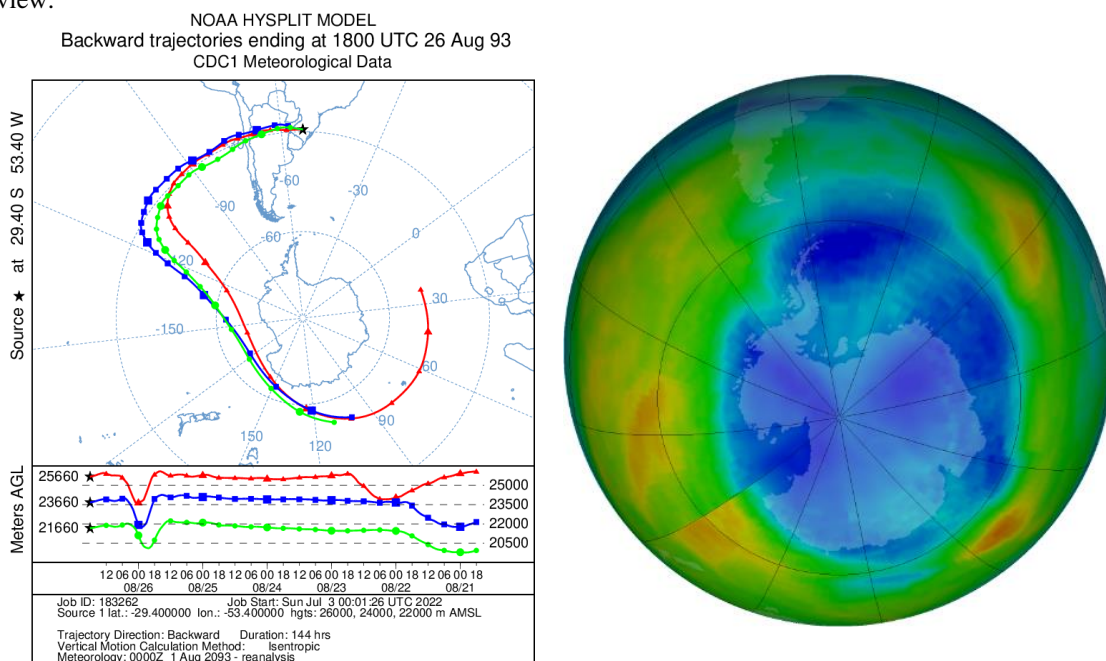 view.
NOAA HYSPLIT MODEL
Backward trajectories ending at 1800 UTC 26 Aug 93
CDC1 Meteorological Data
Source ★ at 29.40 S 53.40 W
-60
-30
-90
-60
0
-120
30
-150
60
90
150
120
Meters AGL
25660
25000
23660
23500
22000
21660
20500
12 06 00 18 12 06 00 18 12 06 00 18 12 06 00 18 12 06 00 18 12 06 00 18
08/26 08/25 08/24 08/23 08/22 08/21
Job ID: 183262 Job Start: Sun Jul 3 00:01:26 UTC 2022
Source 1 lat.: -29.400000 lon.: -53.400000 hgts: 26000, 24000, 22000 m AMSL
Trajectory Direction: Backward Duration: 144 hrs
Vertical Motion Calculation Method: Isentropic
Meteorology: 0000Z 1 Aug 2093 - reanalysis